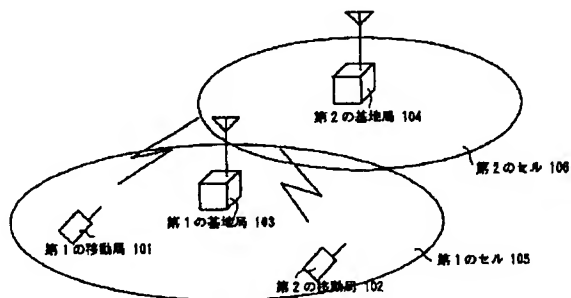 第2の基地局 104
第2のセル 106
第1の基地局 103
第1の移動局 101
第1のセル 105
第2の移動局 102